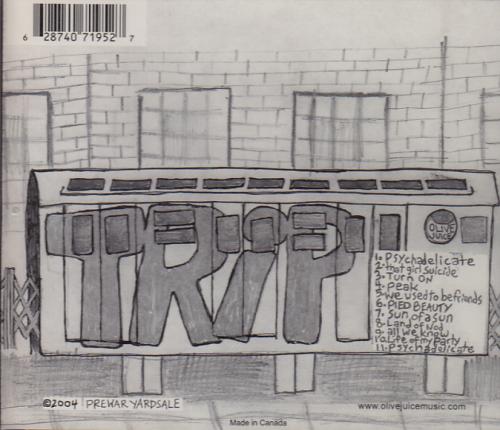 6 28740 71952 7
TRIP!
OLIVE
JUICE
1. Psychadelicate
2. that girl suicide
3. Turn ON
4. Peak
5. we used to be friends
6. PIED BEAUTY
7. Sun of a Sun
8. Land of Nod
9. all we know
10. Life of my Party
11. Psychadelicate
©2004 PREWAR YARDSALE
www.olivejuicemusic.com
Made in Canada